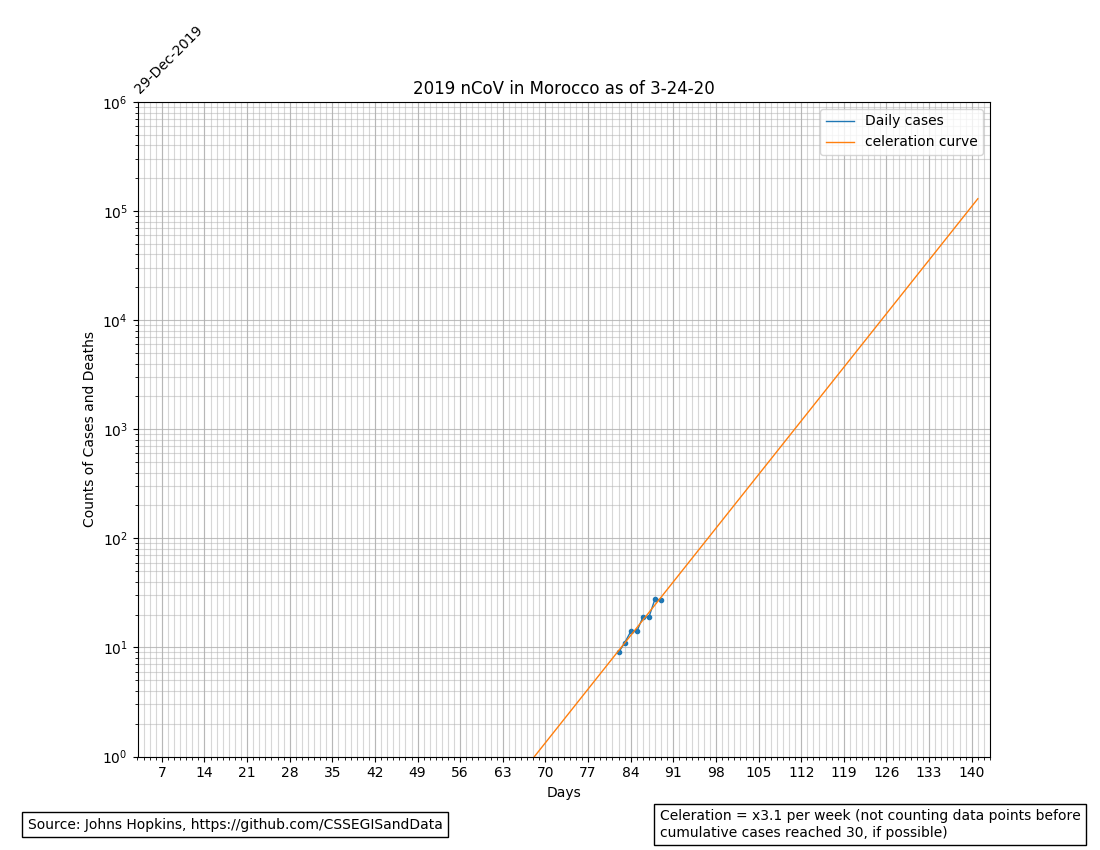 29-Dec-2019
2019 nCoV in Morocco as of 3-24-20
Daily cases
celeration curve
Counts of Cases and Deaths
10^6
10^5
10^4
10^3
10^2
10^1
10^0
7 14 21 28 35 42 49 56 63 70 77 84 91 98 105 112 119 126 133 140
Days
Source: Johns Hopkins, https://github.com/CSSEGISandData
Celeration = x3.1 per week (not counting data points before
cumulative cases reached 30, if possible)